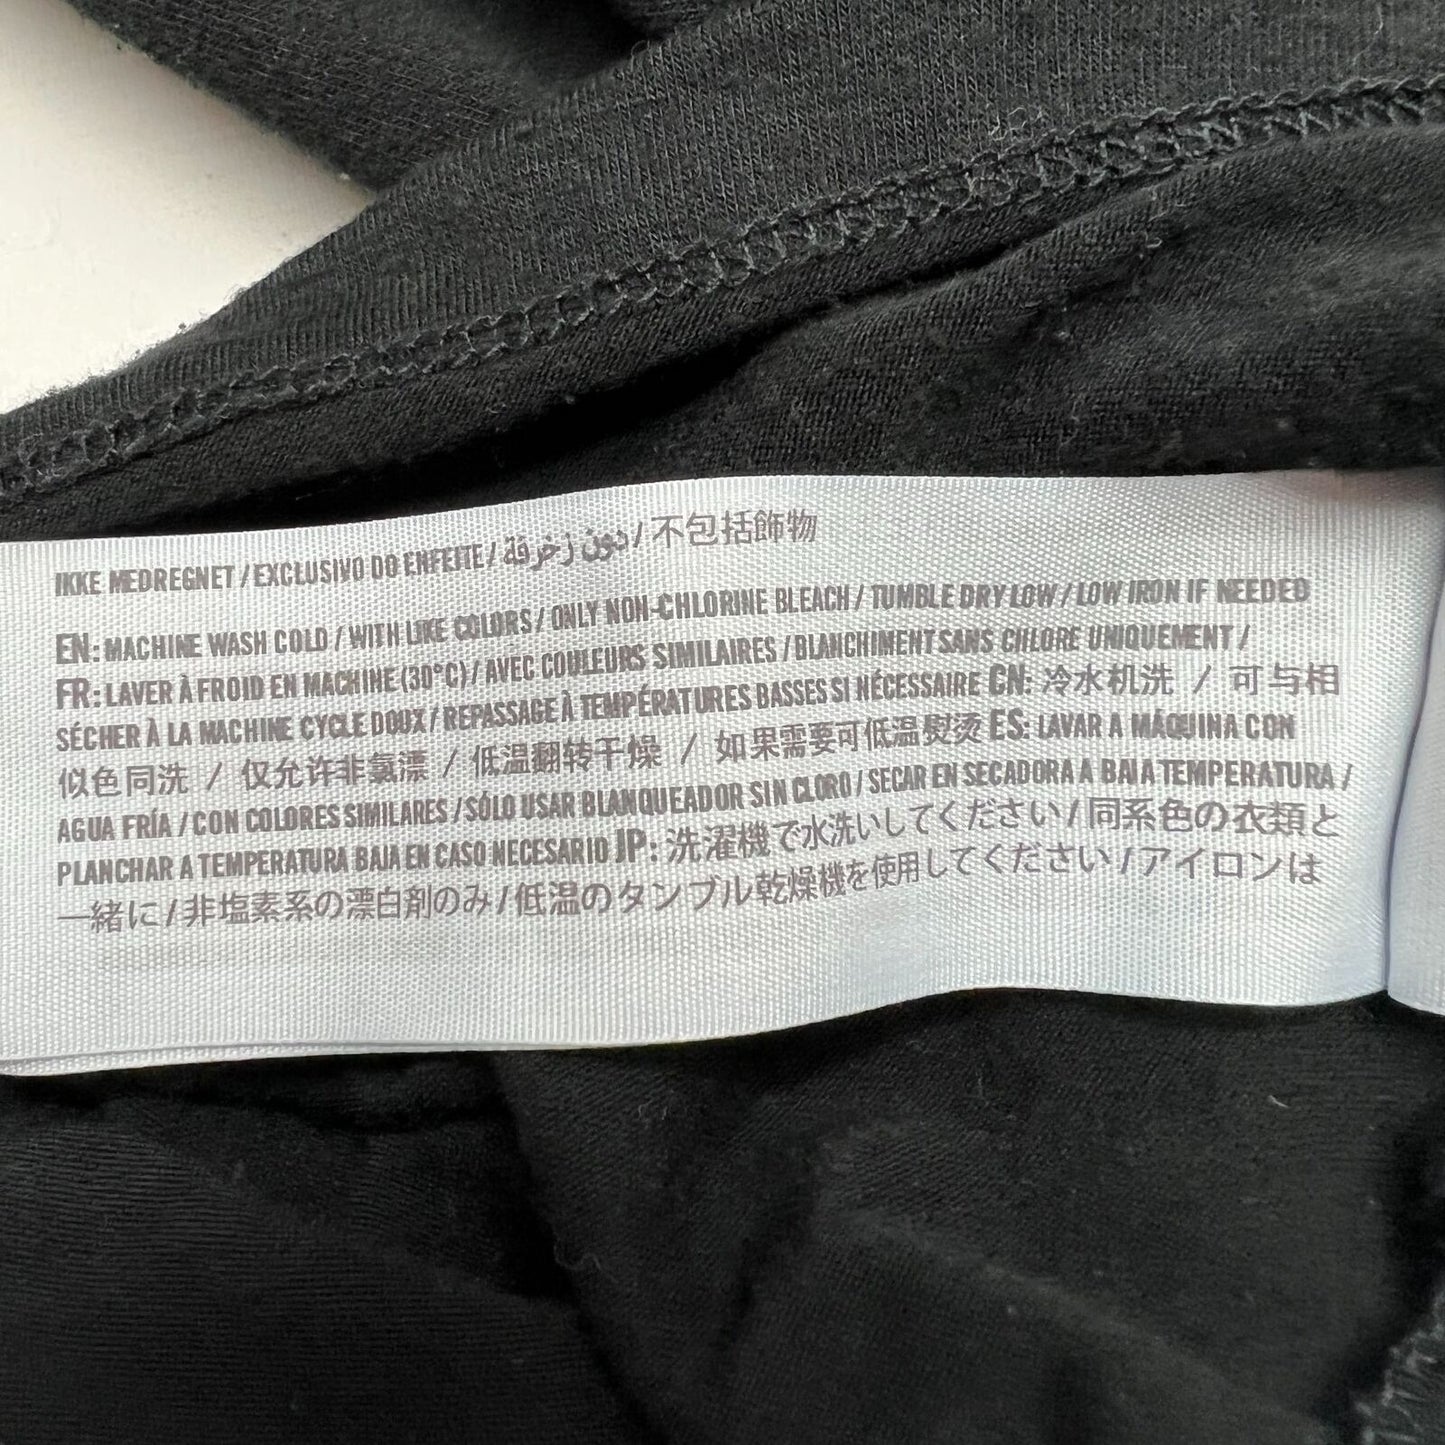 IKKE MEDREGNET / EXCLUSIVO DO ENFEITE / دون زخرفة / 不包括飾物
EN: MACHINE WASH COLD / WITH LIKE COLORS / ONLY NON-CHLORINE BLEACH / TUMBLE DRY LOW / LOW IRON IF NEEDED
FR: LAVER À FROID EN MACHINE (30°C) / AVEC COULEURS SIMILAIRES / BLANCHIMENT SANS CHLORE UNIQUEMENT /
SÉCHER À LA MACHINE CYCLE DOUX / REPASSAGE À TEMPÉRATURES BASSES SI NÉCESSAIRE CN: 冷水机洗 / 可与相
似色同洗 / 仅允许非氯漂 / 低温翻转干燥 / 如果需要可低温熨烫 ES: LAVAR A MÁQUINA CON
AGUA FRÍA / CON COLORES SIMILARES / SÓLO USAR BLANQUEADOR SIN CLORO / SECAR EN SECADORA A BAJA TEMPERATURA /
PLANCHAR A TEMPERATURA BAJA EN CASO NECESARIO JP: 洗濯機で水洗いしてください / 同系色の衣類と
一緒に / 非塩素系の漂白剤のみ / 低温のタンブル乾燥機を使用してください / アイロンは